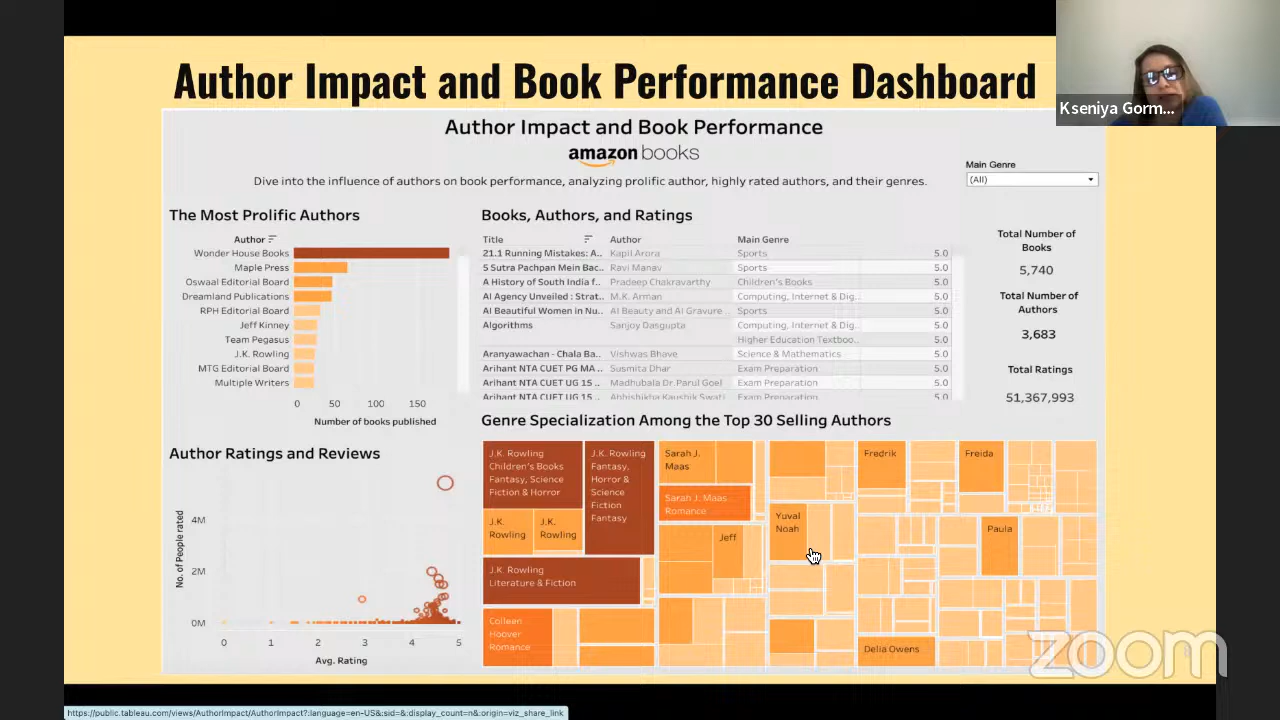 Author Impact and Book Performance Dashboard
Kseniya Gorm...
Author Impact and Book Performance
amazon books
Dive into the influence of authors on book performance, analyzing prolific author, highly rated authors, and their genres.
Main Genre
(All)
The Most Prolific Authors
Author
Wonder House Books
Maple Press
Oswaal Editorial Board
Dreamland Publications
RPH Editorial Board
Jeff Kinney
Team Pegasus
J.K. Rowling
MTG Editorial Board
Multiple Writers
0 50 100 150
Number of books published
Books, Authors, and Ratings
Title Author Main Genre
21.1 Running Mistakes: A.. Kapil Arora Sports 5.0
5 Sutra Pachpan Mein Bac.. Ravi Manav Sports 5.0
A History of South India f.. Pradeep Chakravarthy Children's Books 5.0
AI Agency Unveiled : Strat.. M.K. Arman Computing, Internet & Dig.. 5.0
AI Beautiful Women in Nu.. AI Beauty and AI Gravure .. Sports 5.0
Algorithms Sanjoy Dasgupta Computing, Internet & Dig.. 5.0
Higher Education Textboo.. 5.0
Aranyawachan - Chala Ba.. Vishwas Bhave Science & Mathematics 5.0
Arihant NTA CUET PG MA .. Susmita Dhar Exam Preparation 5.0
Arihant NTA CUET UG 15 .. Madhubala Dr.Parul Goel Exam Preparation 5.0
Arihant NTA CUET UG 15 .. Abhishikha Kaushik Swati Exam Preparation 5.0
Total Number of
Books
5,740
Total Number of
Authors
3,683
Total Ratings
51,367,993
Author Ratings and Reviews
No. of People rated
4M
2M
0M
0 1 2 3 4 5
Avg. Rating
Genre Specialization Among the Top 30 Selling Authors
J.K. Rowling
Children's Books
Fantasy, Science
Fiction & Horror
J.K. Rowling
Fantasy,
Horror &
Science
Fiction
Fantasy
J.K.
Rowling
J.K.
Rowling
J.K. Rowling
Literature & Fiction
Colleen
Hoover
Romance
Sarah J.
Maas
Sarah J. Maas
Romance
Jeff
Yuval
Noah
Fredrik
Freida
Paula
Delia Owens
zoom
https://public.tableau.com/views/AuthorImpact/AuthorImpact?:language=en-US&:sid=&:display_count=n&:origin=viz_share_link